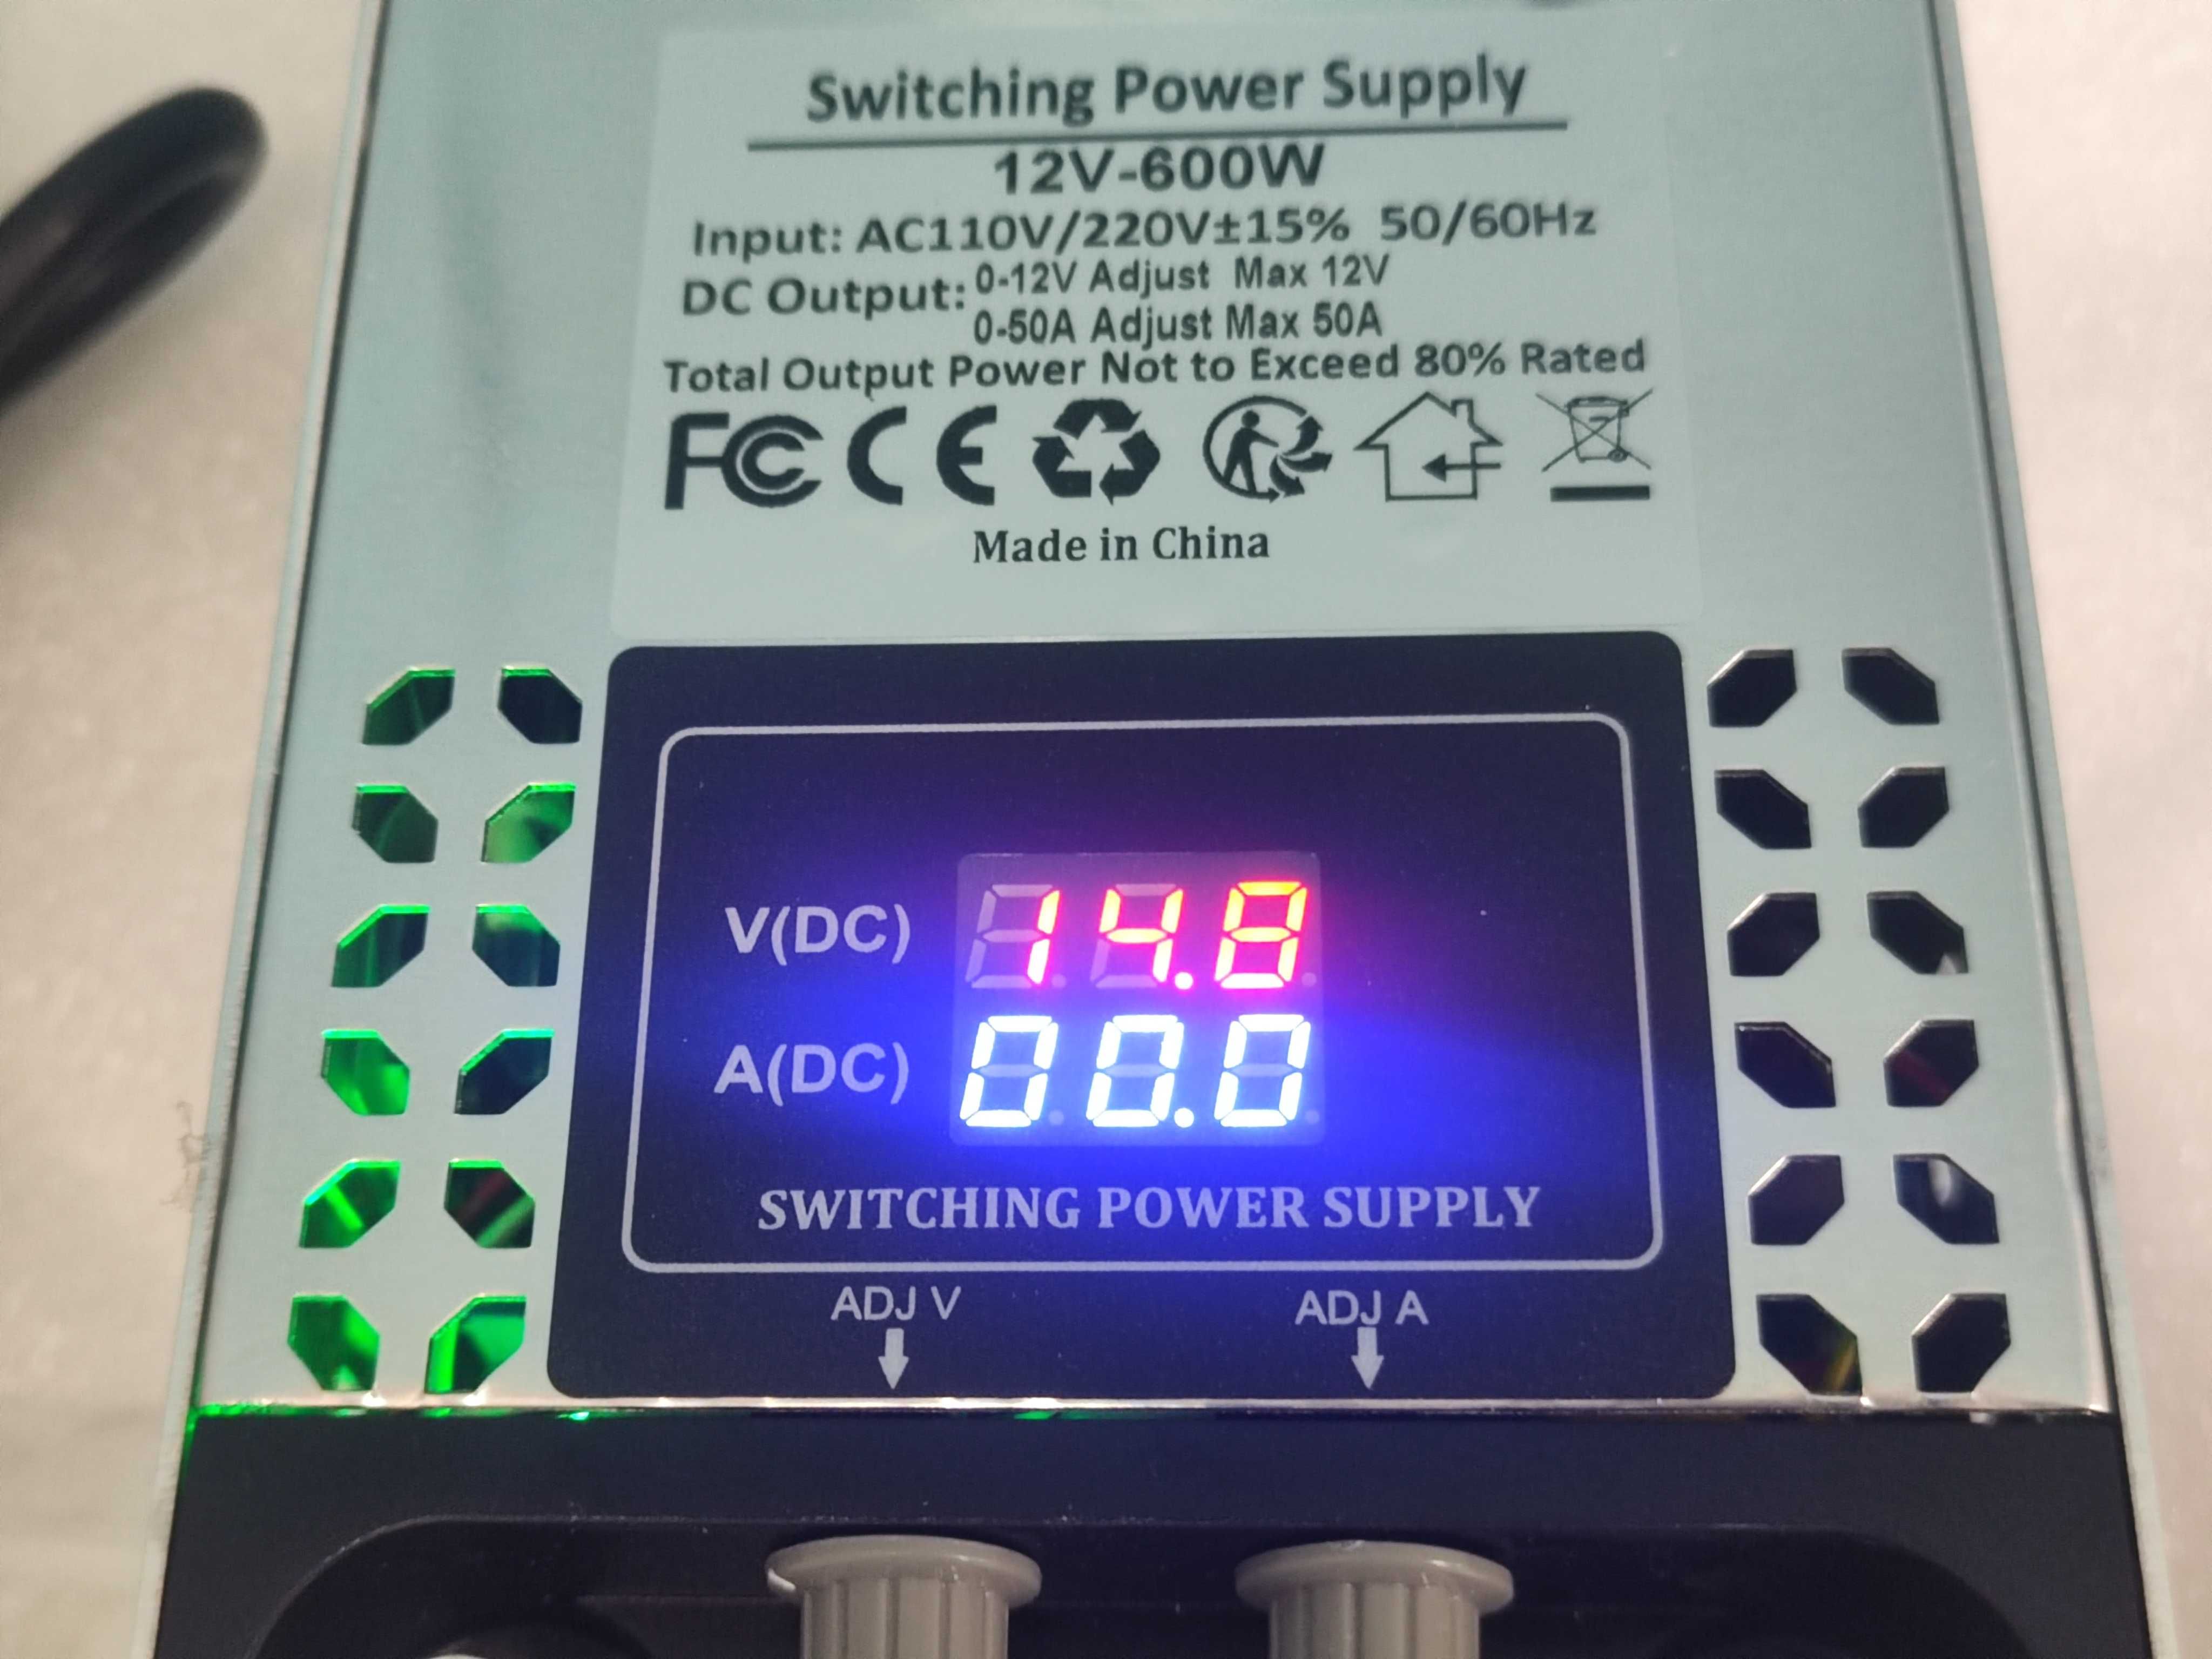 Switching Power Supply
12V-600W
Input: AC110V/220V±15% 50/60Hz
DC Output: 0-12V Adjust Max 12V
0-50A Adjust Max 50A
Total Output Power Not to Exceed 80% Rated
FC CE
Made in China
V(DC) 14.8
A(DC) 00.0
SWITCHING POWER SUPPLY
ADJ V ADJ A